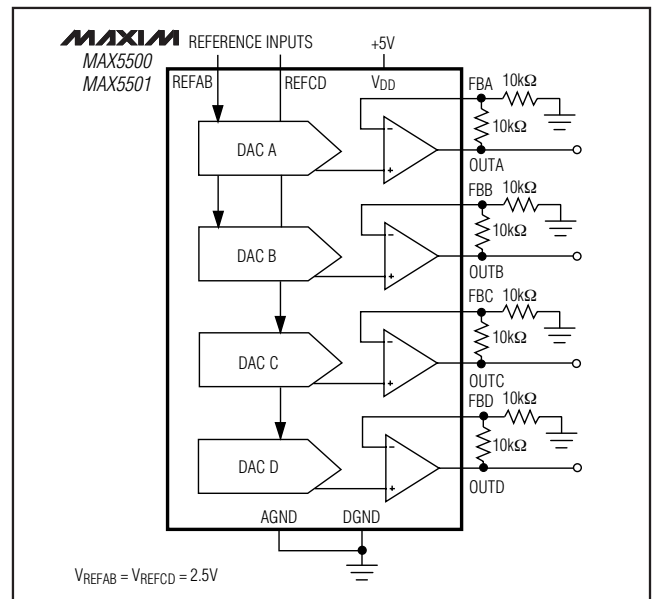 MAXIM
MAX5500
MAX5501
REFERENCE INPUTS
+5V
REFAB
REFCD
VDD
FBA
10kΩ
10kΩ
DAC A
-
+
OUTA
FBB
10kΩ
10kΩ
DAC B
-
+
OUTB
FBC
10kΩ
10kΩ
DAC C
-
+
OUTC
FBD
10kΩ
10kΩ
DAC D
-
+
OUTD
AGND
DGND
VREFAB = VREFCD = 2.5V